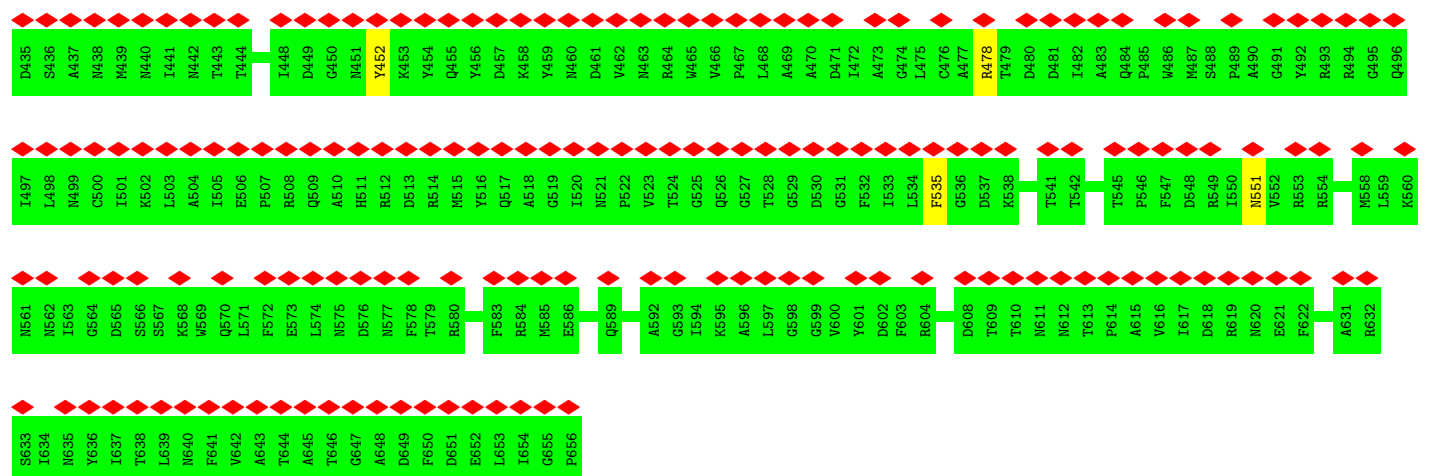 D435 S436 A437 N438 M439 N440 I441 N442 T443 T444 I448 D449 G450 N451 Y452 K453 Y454 Q455 Y456 D457 K458 Y459 N460 D461 V462 N463 R464 W465 V466 P467 L468 A469 A470 D471 I472 A473 G474 L475 C476 A477 R478 T479 D480 D481 I482 A483 Q484 P485 W486 M487 S488 P489 A490 G491 Y492 R493 R494 G495 Q496
I497 L498 N499 C500 I501 K502 L503 A504 I505 E506 P507 R508 Q509 A510 H511 R512 D513 R514 M515 Y516 Q517 A518 G519 I520 N521 P522 V523 T524 G525 Q526 G527 T528 G529 D530 G531 F532 I533 L534 F535 G536 D537 K538 T541 T542 T545 P546 F547 D548 R549 I550 N551 V552 R553 R554 M558 L559 K560
N561 N562 I563 G564 D565 S566 S567 K568 W569 Q570 L571 F572 E573 L574 N575 D576 N577 F578 T579 R580 F583 R584 M585 E586 Q589 A592 G593 I594 K595 A596 L597 G598 G599 V600 Y601 D602 F603 R604 D608 T609 T610 N611 N612 T613 P614 A615 V616 I617 D618 R619 N620 E621 F622 A631 R632
S633 I634 N635 Y636 I637 T638 L639 N640 F641 V642 A643 T644 A645 T646 G647 A648 D649 F650 D651 E652 L653 I654 G655 P656